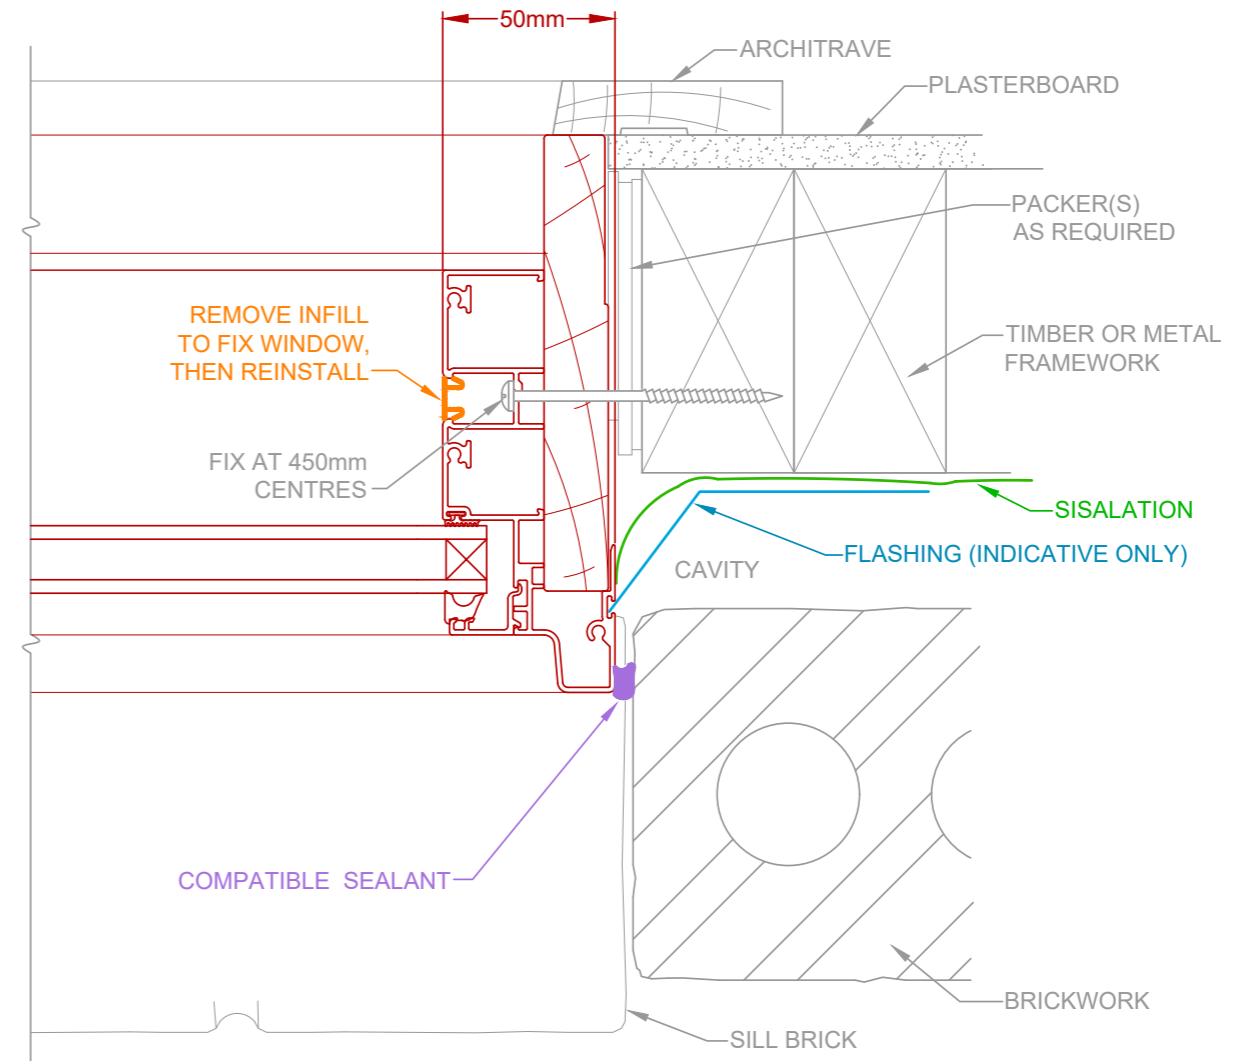 50mm
ARCHITRAVE
PLASTERBOARD
PACKER(S)
AS REQUIRED
REMOVE INFILL
TO FIX WINDOW,
THEN REINSTALL
TIMBER OR METAL
FRAMEWORK
FIX AT 450mm
CENTRES
SISALATION
FLASHING (INDICATIVE ONLY)
CAVITY
COMPATIBLE SEALANT
BRICKWORK
SILL BRICK